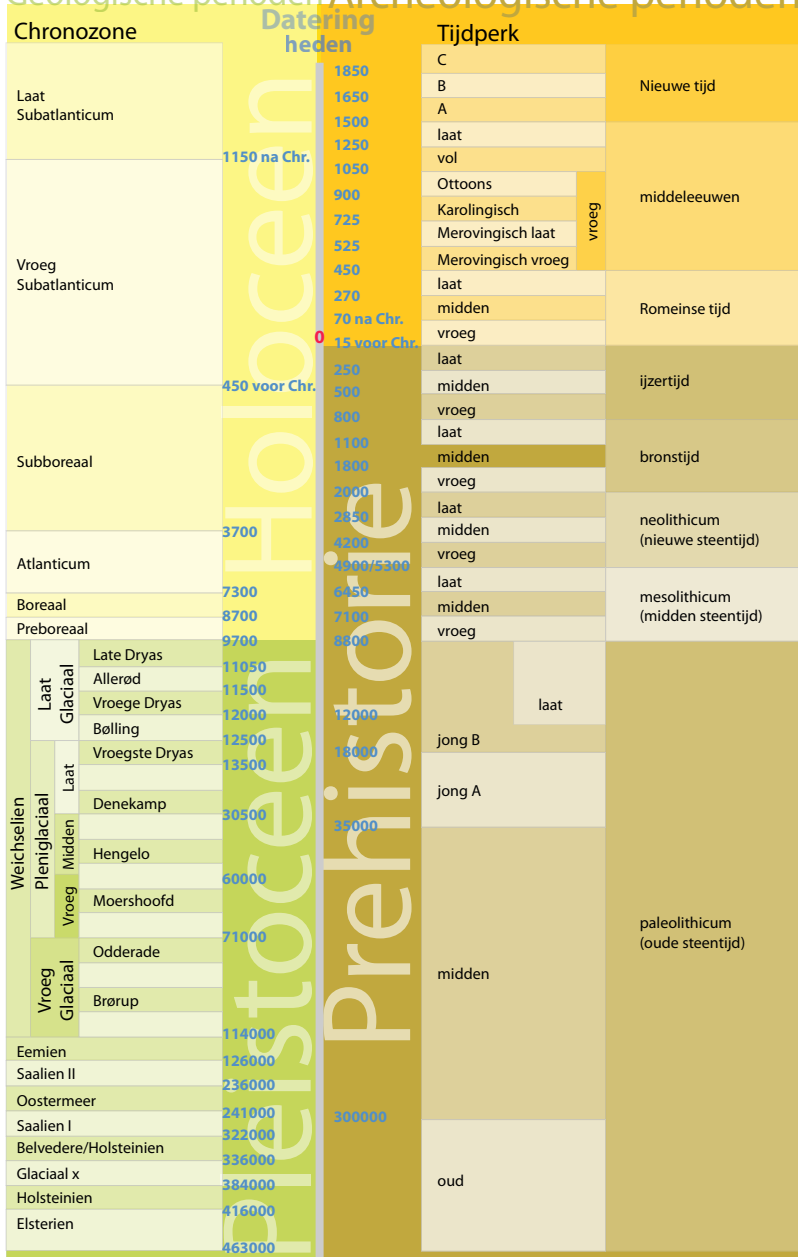 Geologische perioden
Archeologische perioden
Datering
heden
Chronozone
Laat
Subatlanticum
1150 na Chr.
Vroeg
Subatlanticum
450 voor Chr.
Subboreaal
3700
Atlanticum
7300
Boreaal
8700
Preboreaal
9700
Weichselien
Laat
Glaciaal
Late Dryas
11050
Allerød
11500
Vroege Dryas
12000
Bølling
12500
Pleniglaciaal
Laat
Vroegste Dryas
13500
Denekamp
30500
Midden
Hengelo
60000
Vroeg
Moershoofd
71000
Vroeg
Glaciaal
Odderade
Brørup
114000
Eemien
126000
Saalien II
236000
Oostermeer
241000
Saalien I
322000
Belvedere/Holsteinien
336000
Glaciaal x
384000
Holsteinien
416000
Elsterien
463000
Holoceen
Pleistoceen
0
Prehistorie
Tijdperk
C
1850
B
1650
A
1500
Nieuwe tijd
laat
1250
vol
1050
Ottoons
900
Karolingisch
725
Merovingisch laat
525
Merovingisch vroeg
450
vroeg
middeleeuwen
laat
270
midden
70 na Chr.
vroeg
15 voor Chr.
Romeinse tijd
laat
250
midden
500
vroeg
800
ijzertijd
laat
1100
midden
1800
vroeg
2000
bronstijd
laat
2850
midden
4200
vroeg
4900/5300
neolithicum
(nieuwe steentijd)
laat
6450
midden
7100
vroeg
8800
mesolithicum
(midden steentijd)
laat
12000
jong B
18000
jong A
35000
midden
300000
oud
paleolithicum
(oude steentijd)